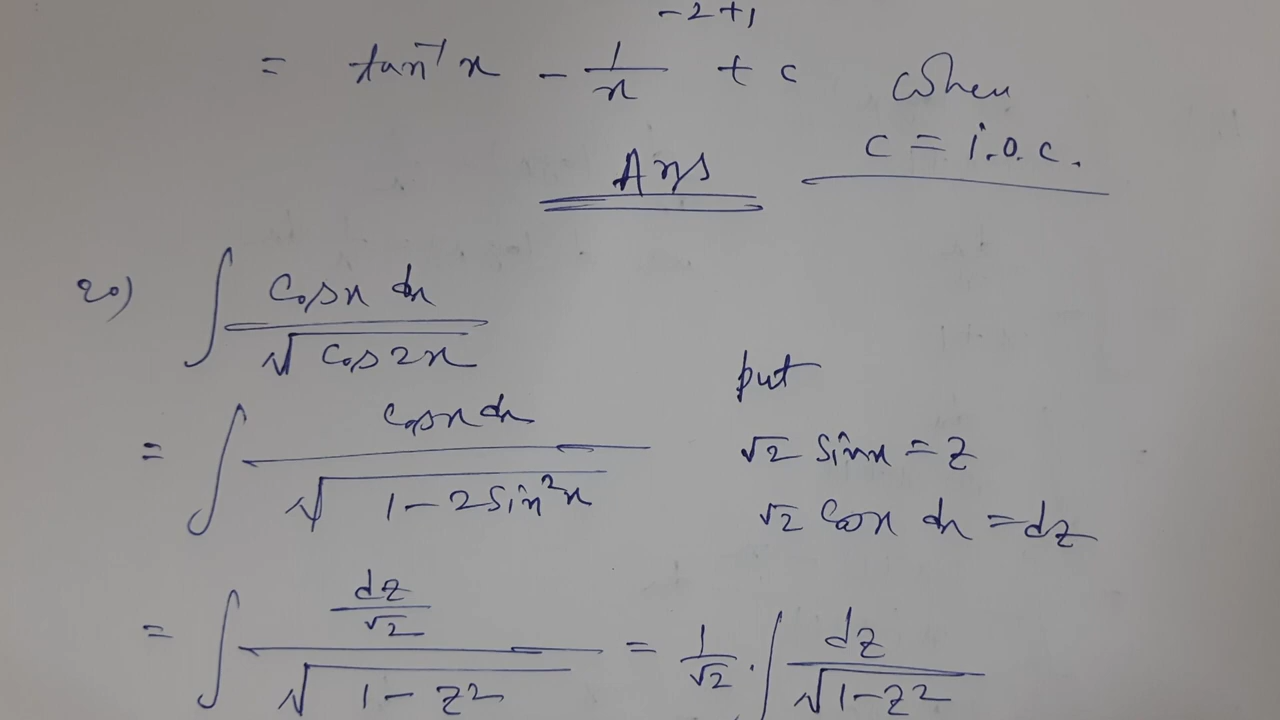 -2+1
= tan⁻¹x - 1/x + c when
c = i.o.c.
Ans
20) ∫ Cosx dx / √Cos2x
= ∫ Cosx dx / √1-2Sin²x
put
√2 Sinx = z
√2 Cosx dx = dz
= ∫ (dz/√2) / √1-z² = 1/√2 . ∫ dz / √1-z²